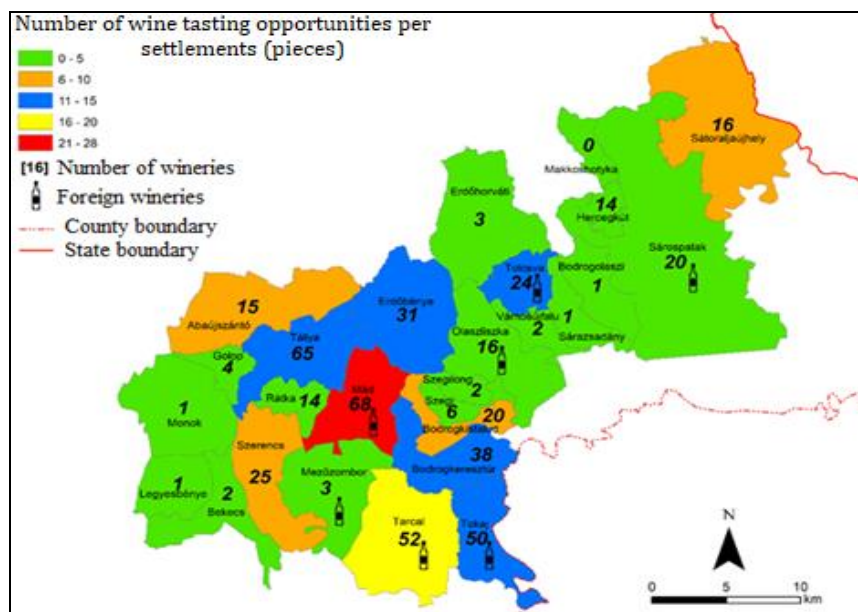 Number of wine tasting opportunities per
settlements (pieces)
0 - 5
6 - 10
11 - 15
16 - 20
21 - 28
[16] Number of wineries
Foreign wineries
County boundary
State boundary
16
Sátoraljaújhely
0
Makkoshotyka
14
Hercegkút
3
Sárospatak
20
Bodrogolaszi
1
Tolcsva
24
Vámosújfalu
2
1
Sárazsadány
15
Abaújszántó
Erdőbénye
31
Olaszliszka
16
Tállya
65
Golop
4
Szegilong
2
Mád
68
Rátka
14
Szegi
6
20
1
Monok
Szerencs
25
38
Bodrogkeresztúr
Mezőzombor
3
1
Legyesbénye
2
Bekecs
Tarcal
52
Tokaj
50
N
0
5
10
km